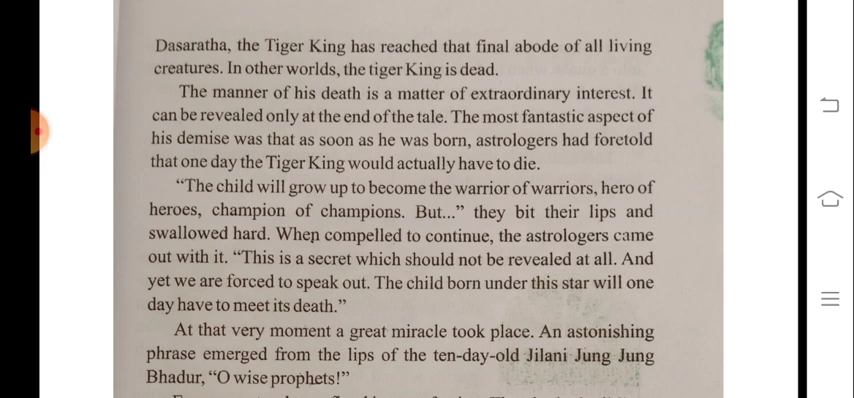 Dasaratha, the Tiger King has reached that final abode of all living
creatures. In other worlds, the tiger King is dead.
The manner of his death is a matter of extraordinary interest. It
can be revealed only at the end of the tale. The most fantastic aspect of
his demise was that as soon as he was born, astrologers had foretold
that one day the Tiger King would actually have to die.
“The child will grow up to become the warrior of warriors, hero of
heroes, champion of champions. But...” they bit their lips and
swallowed hard. When compelled to continue, the astrologers came
out with it. “This is a secret which should not be revealed at all. And
yet we are forced to speak out. The child born under this star will one
day have to meet its death.”
At that very moment a great miracle took place. An astonishing
phrase emerged from the lips of the ten-day-old Jilani Jung Jung
Bhadur, “O wise prophets!”